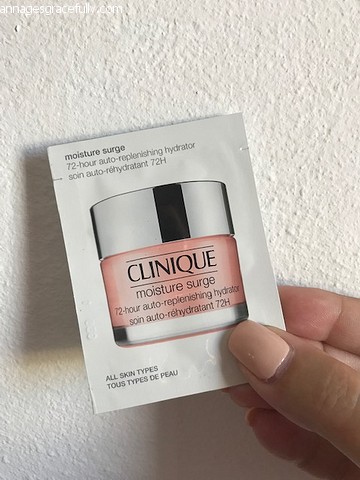 annagesgracefully.com
moisture surge
72-hour auto-replenishing hydrator
soin auto-réhydratant 72H
CLINIQUE
moisture surge
72-hour auto-replenishing hydrator
soin auto-réhydratant 72H
ALL SKIN TYPES
TOUS TYPES DE PEAU